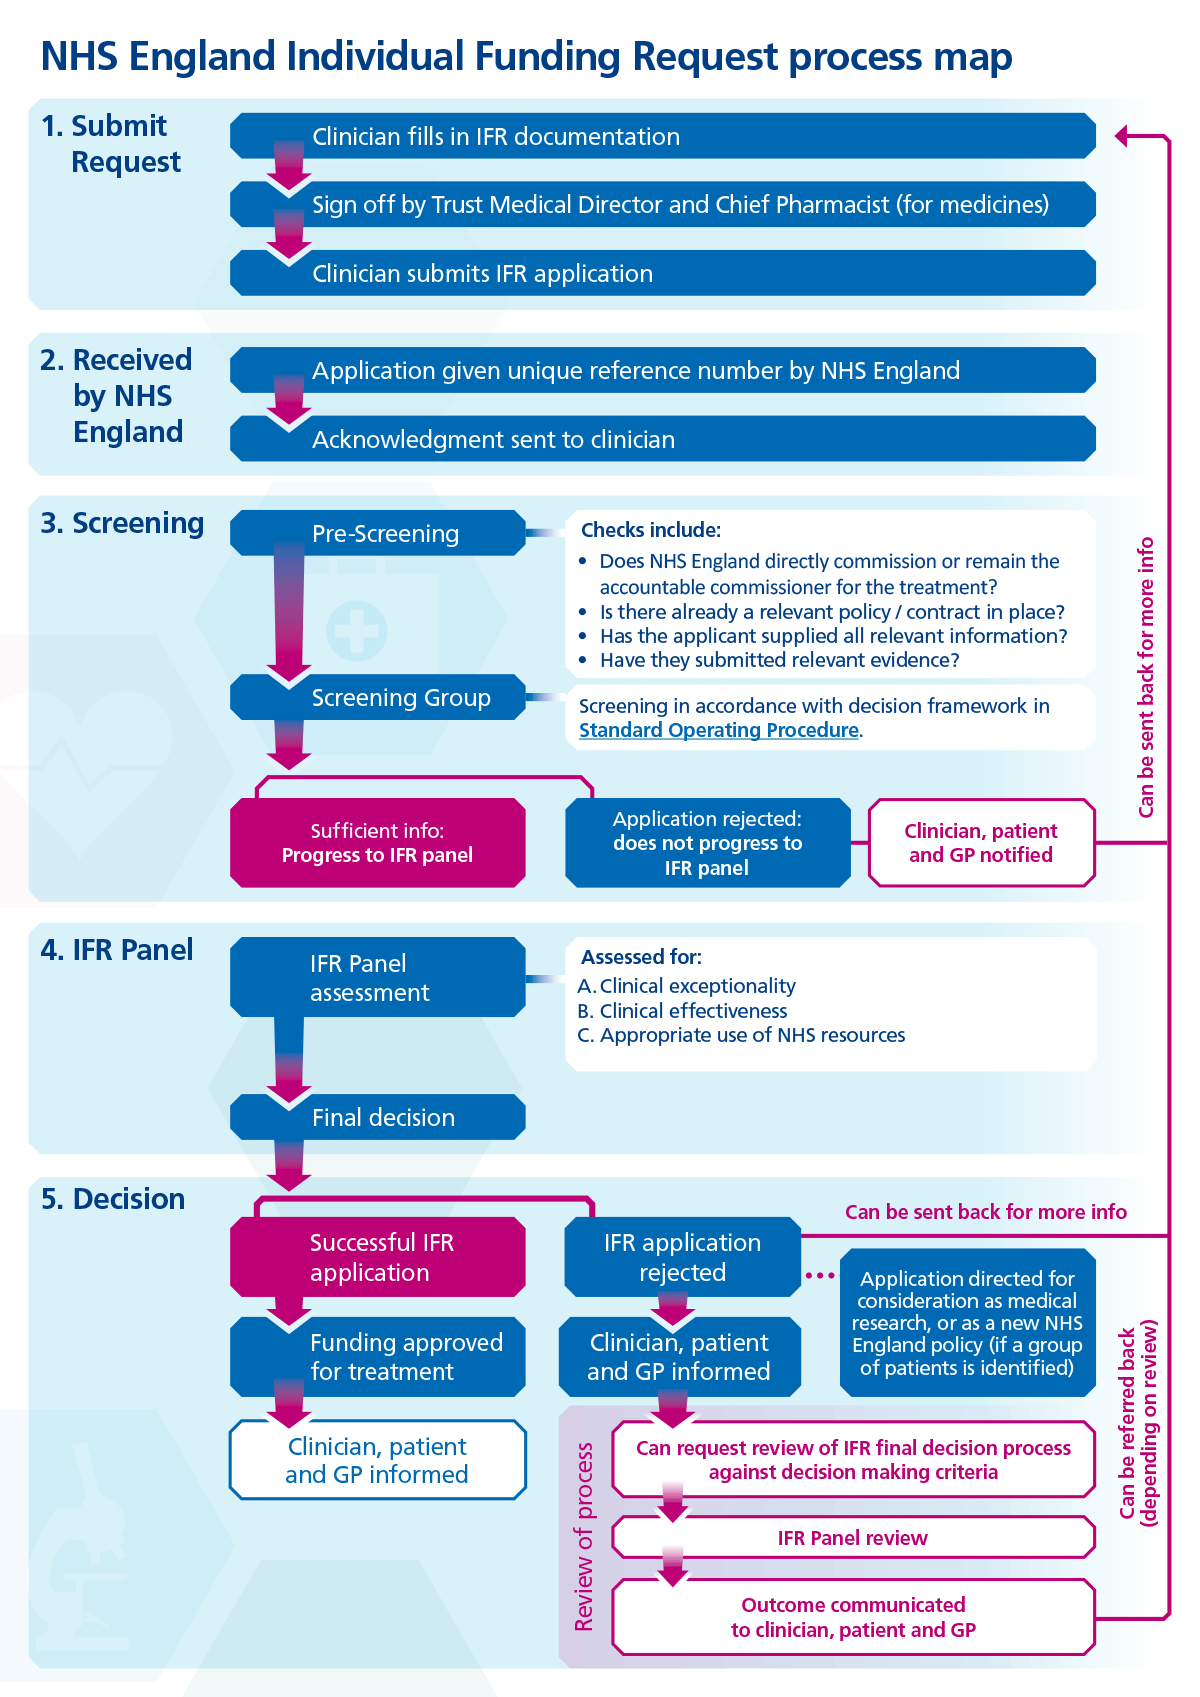 NHS England Individual Funding Request process map
1. Submit
Request
Clinician fills in IFR documentation
Sign off by Trust Medical Director and Chief Pharmacist (for medicines)
Clinician submits IFR application
2. Received
by NHS
England
Application given unique reference number by NHS England
Acknowledgment sent to clinician
3. Screening
Pre-Screening
Checks include:
• Does NHS England directly commission or remain the
accountable commissioner for the treatment?
• Is there already a relevant policy / contract in place?
• Has the applicant supplied all relevant information?
• Have they submitted relevant evidence?
Screening Group
Screening in accordance with decision framework in
Standard Operating Procedure.
Sufficient info:
Progress to IFR panel
Application rejected:
does not progress to
IFR panel
Clinician, patient
and GP notified
Can be sent back for more info
4. IFR Panel
IFR Panel
assessment
Assessed for:
A. Clinical exceptionality
B. Clinical effectiveness
C. Appropriate use of NHS resources
Final decision
5. Decision
Successful IFR
application
Funding approved
for treatment
Clinician, patient
and GP informed
IFR application
rejected
Can be sent back for more info
Application directed for
consideration as medical
research, or as a new NHS
England policy (if a group
of patients is identified)
Clinician, patient
and GP informed
Review of process
Can request review of IFR final decision process
against decision making criteria
IFR Panel review
Outcome communicated
to clinician, patient and GP
Can be referred back
(depending on review)